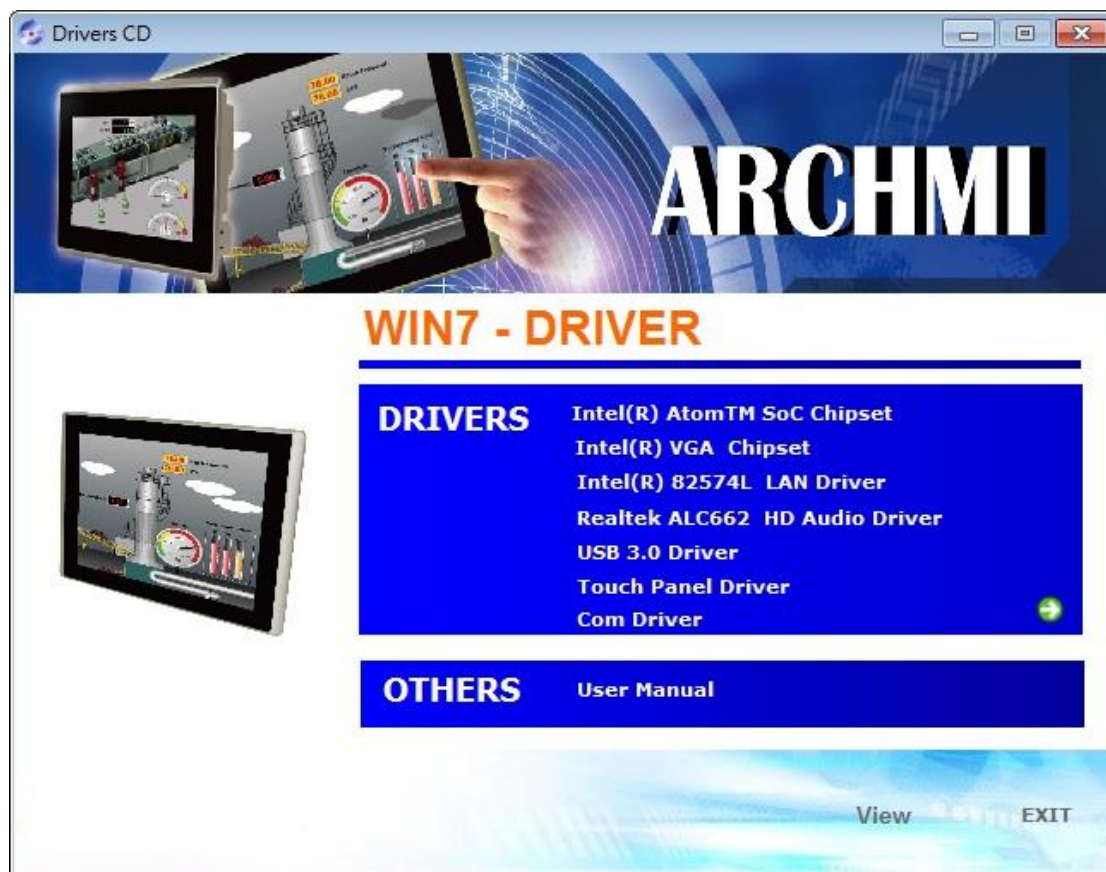 Drivers CD
ARCHMI
WIN7 - DRIVER
DRIVERS
Intel(R) AtomTM SoC Chipset
Intel(R) VGA  Chipset
Intel(R) 82574L  LAN Driver
Realtek ALC662  HD Audio Driver
USB 3.0 Driver
Touch Panel Driver
Com Driver
OTHERS
User Manual
View
EXIT